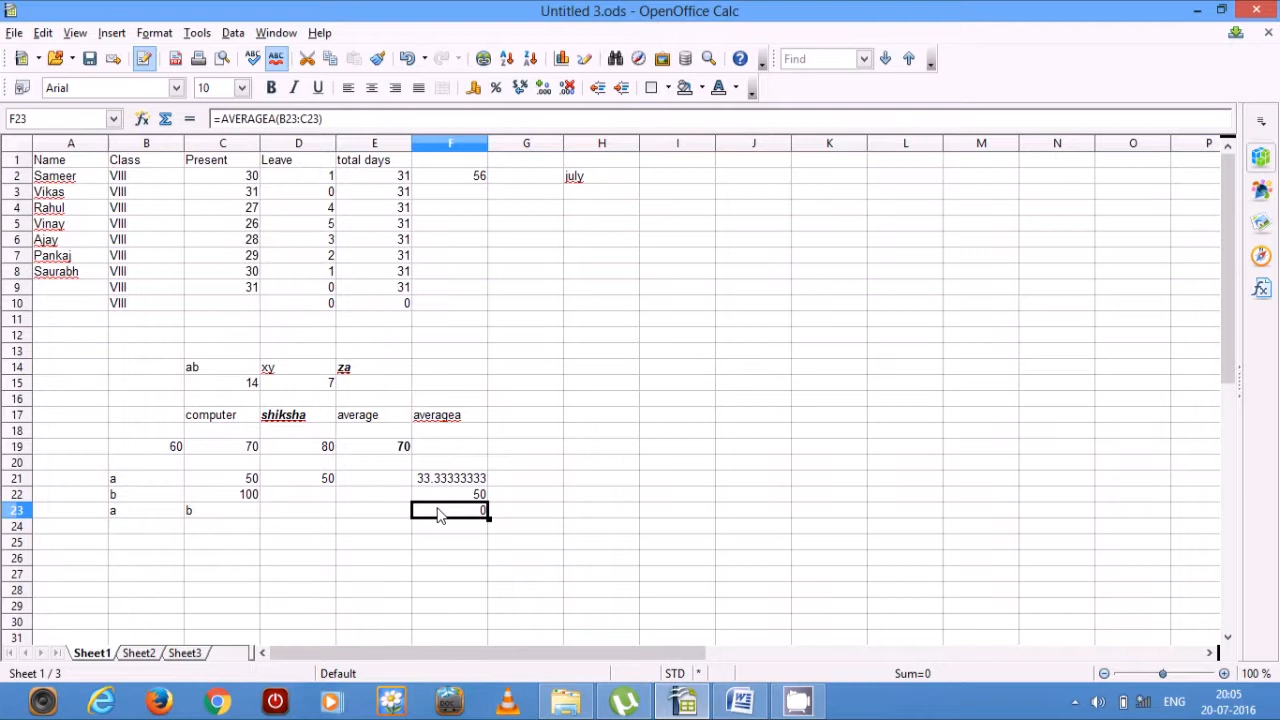 Untitled 3.ods - OpenOffice Calc
File Edit View Insert Format Tools Data Window Help
Find
Arial 10
F23 =AVERAGEA(B23:C23)
A B C D E F G H I J K L M N O P
1 Name Class Present Leave total days
2 Sameer VIII 30 1 31 56 july
3 Vikas VIII 31 0 31
4 Rahul VIII 27 4 31
5 Vinay VIII 26 5 31
6 Ajay VIII 28 3 31
7 Pankaj VIII 29 2 31
8 Saurabh VIII 30 1 31
9 VIII 31 0 31
10 VIII 0 0
11
12
13
14 ab xy za
15 14 7
16
17 computer shiksha average averagea
18
19 60 70 80 70
20
21 a 50 50 33.33333333
22 b 100 50
23 a b 0
24
25
26
27
28
29
30
31
Sheet1 Sheet2 Sheet3
Sheet 1 / 3 Default STD * Sum=0 100 %
ENG 20:05
20-07-2016